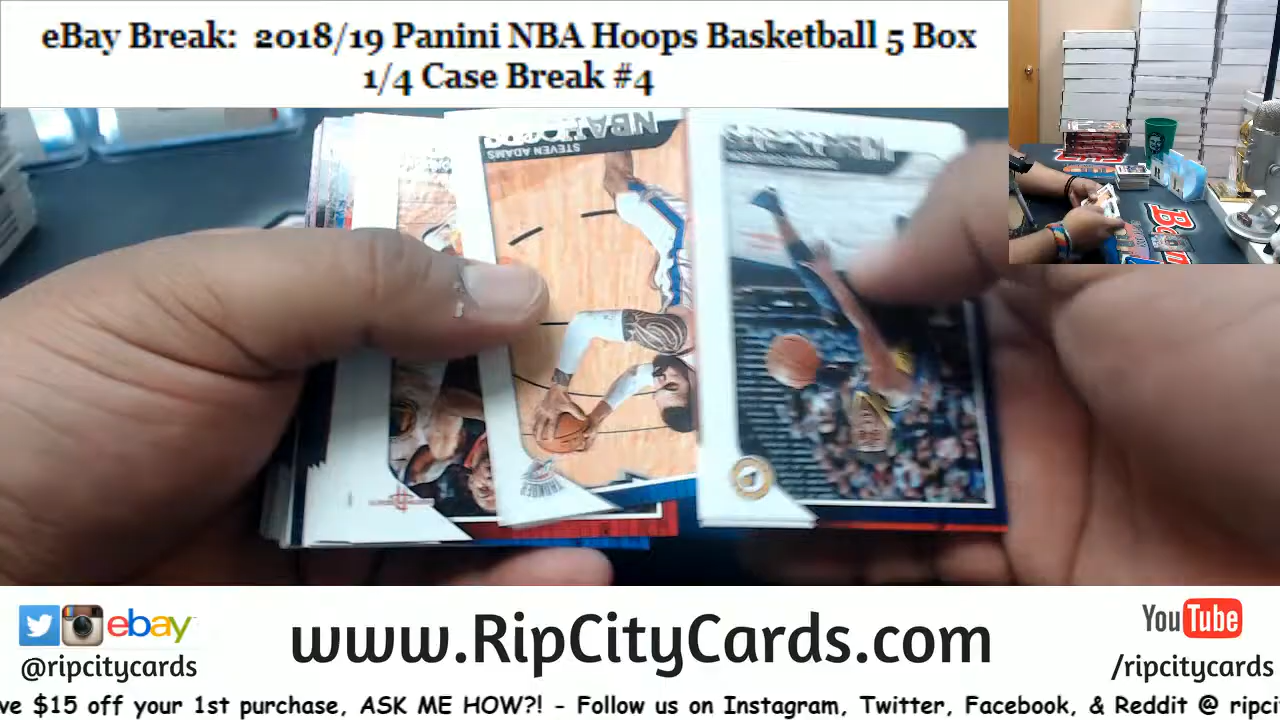 eBay Break:  2018/19 Panini NBA Hoops Basketball 5 Box
1/4 Case Break #4
NBA HOOPS
STEVEN ADAMS
ebay
@ripcitycards
www.RipCityCards.com
YouTube
/ripcitycards
ve $15 off your 1st purchase, ASK ME HOW?! - Follow us on Instagram, Twitter, Facebook, & Reddit @ ripci